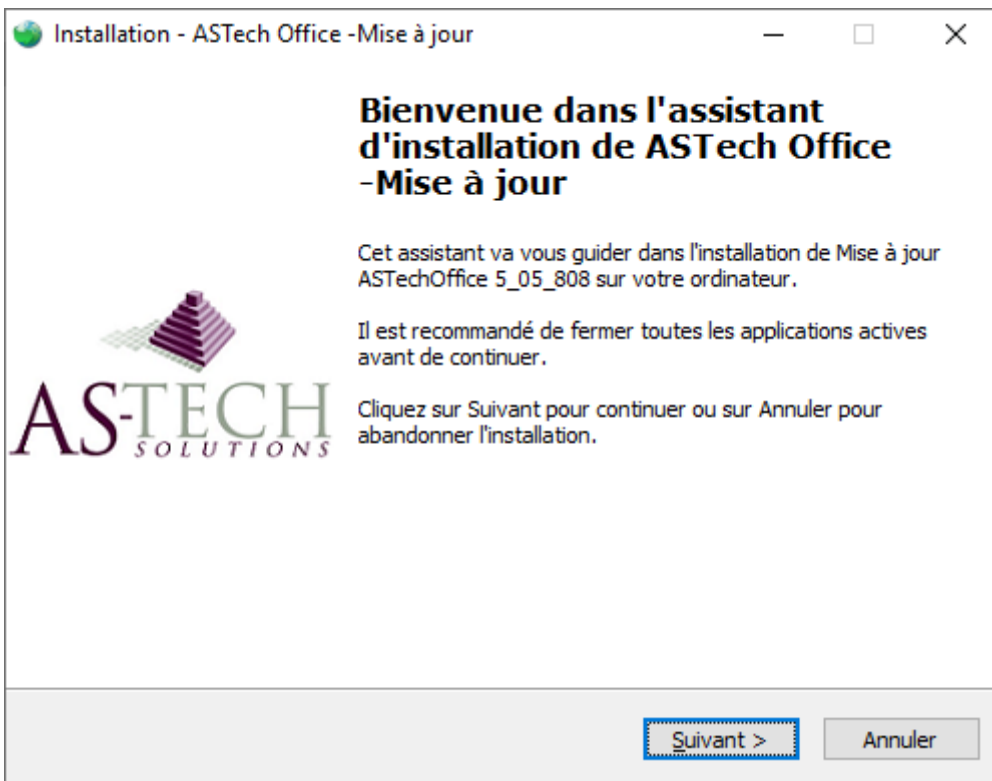 Installation - ASTech Office -Mise à jour
Bienvenue dans l'assistant
d'installation de ASTech Office
-Mise à jour
Cet assistant va vous guider dans l'installation de Mise à jour
ASTechOffice 5_05_808 sur votre ordinateur.
Il est recommandé de fermer toutes les applications actives
avant de continuer.
Cliquez sur Suivant pour continuer ou sur Annuler pour
abandonner l'installation.
AS-TECH
SOLUTIONS
Suivant >
Annuler